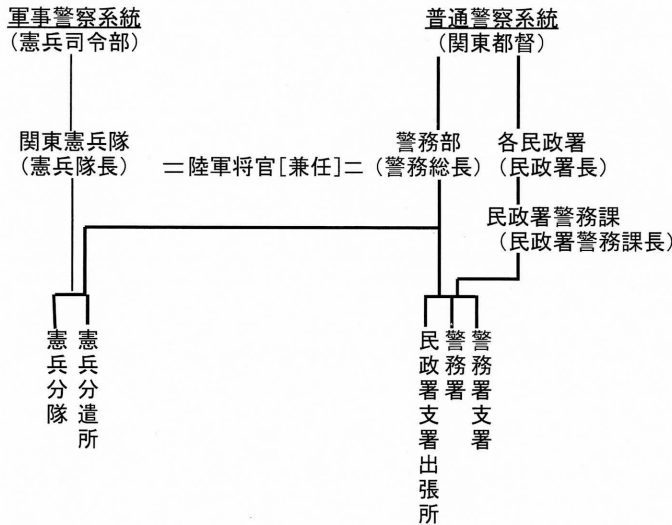 軍事警察系統
(憲兵司令部)
普通警察系統
(関東都督)
関東憲兵隊
(憲兵隊長)
＝陸軍将官[兼任]＝
警務部
(警務総長)
各民政署
(民政署長)
民政署警務課
(民政署警務課長)
憲兵分隊
憲兵分遣所
民政署支署出張所
警務署
警務署支署